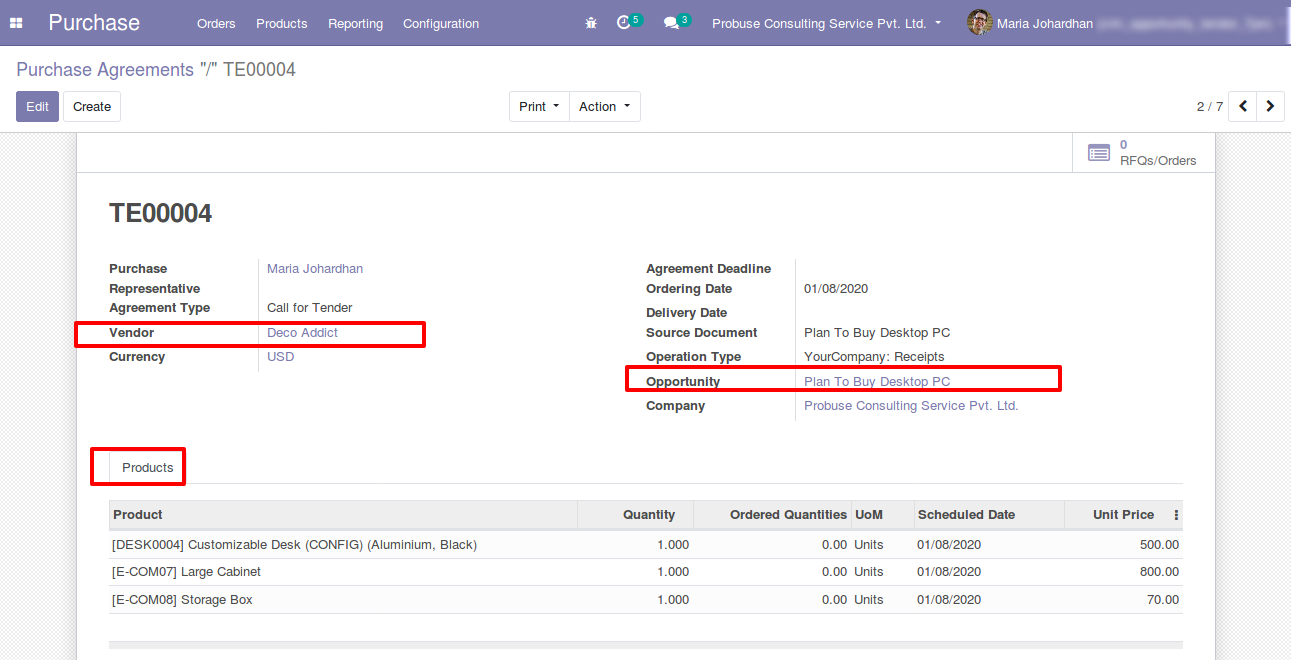 Purchase Orders Products Reporting Configuration 5 3 Probuse Consulting Service Pvt. Ltd. Maria Johardhan
Purchase Agreements "/" TE00004
Edit Create Print Action 2 / 7
0
RFQs/Orders
TE00004
Purchase Representative Maria Johardhan
Agreement Type Call for Tender
Vendor Deco Addict
Currency USD
Agreement Deadline
Ordering Date 01/08/2020
Delivery Date
Source Document Plan To Buy Desktop PC
Operation Type YourCompany: Receipts
Opportunity Plan To Buy Desktop PC
Company Probuse Consulting Service Pvt. Ltd.
Products
Product Quantity Ordered Quantities UoM Scheduled Date Unit Price
[DESK0004] Customizable Desk (CONFIG) (Aluminium, Black) 1.000 0.00 Units 01/08/2020 500.00
[E-COM07] Large Cabinet 1.000 0.00 Units 01/08/2020 800.00
[E-COM08] Storage Box 1.000 0.00 Units 01/08/2020 70.00